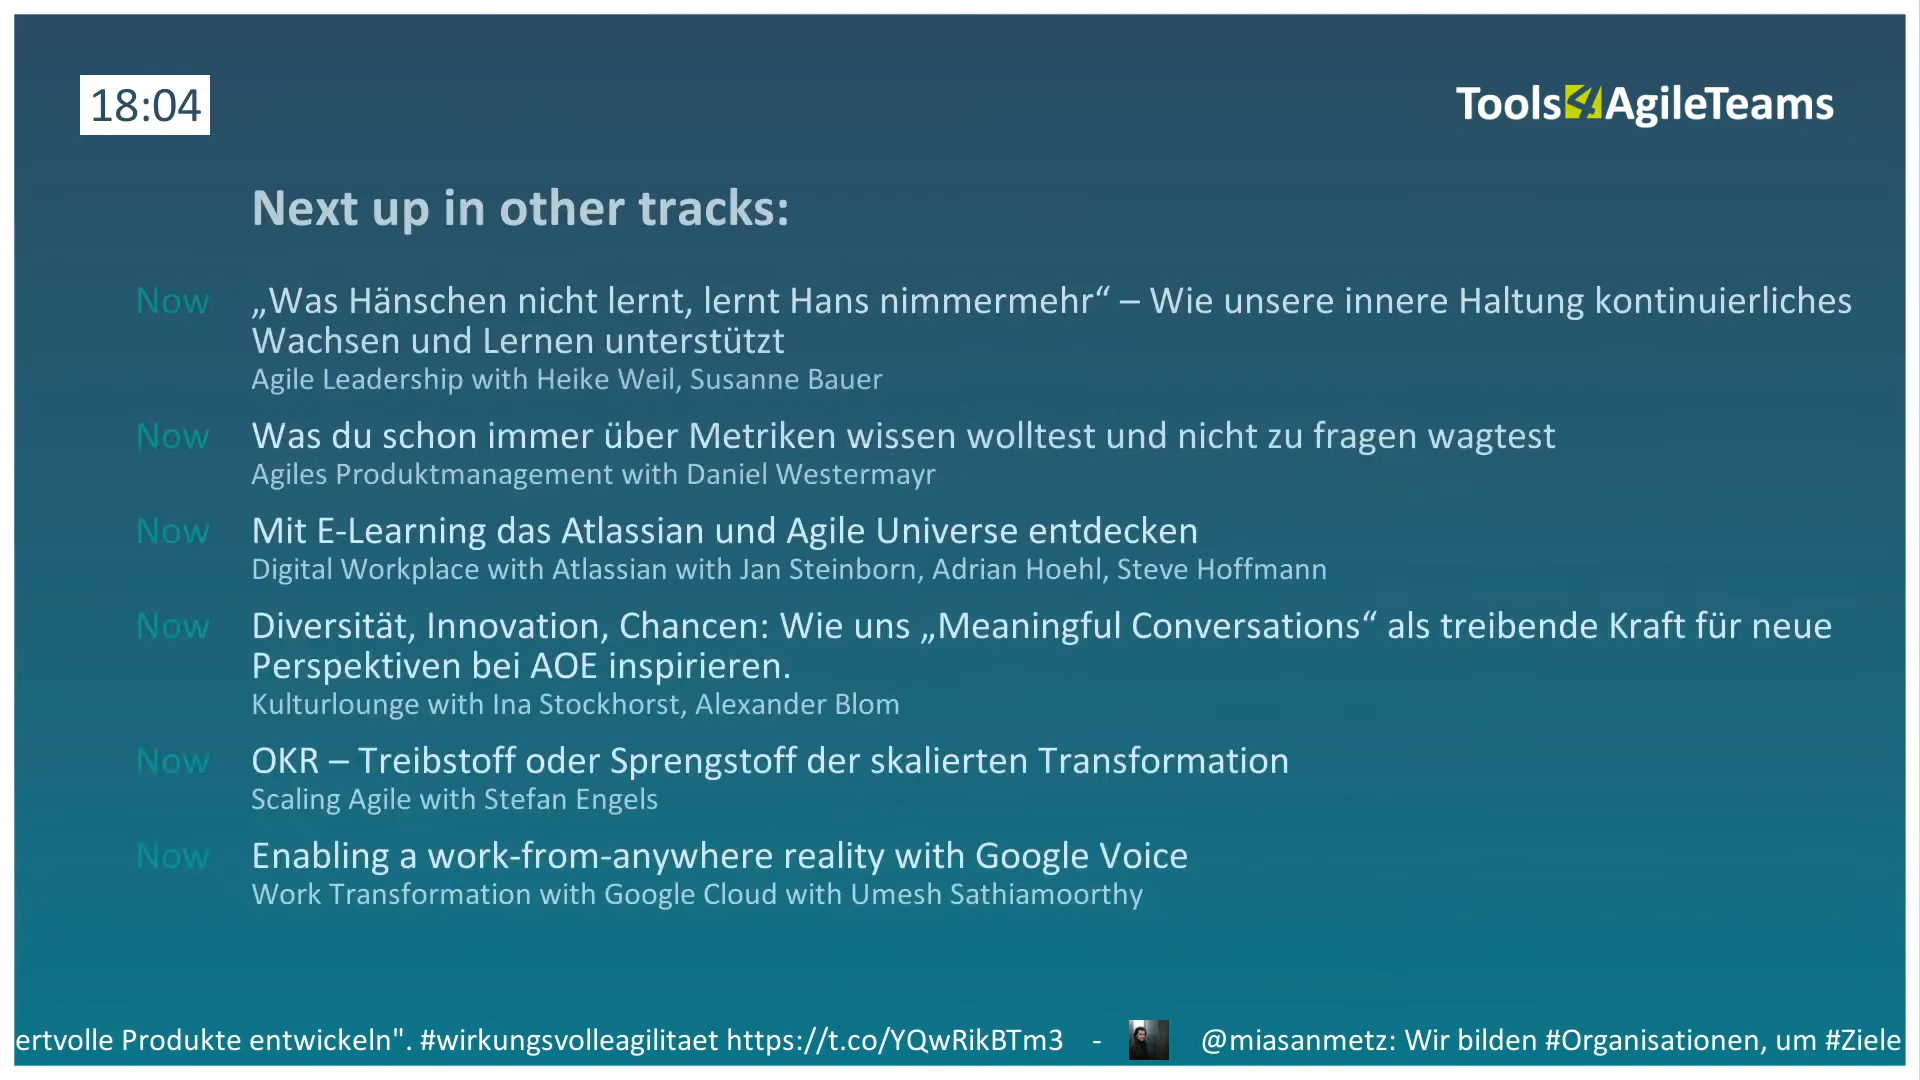 18:04
Tools4AgileTeams
Next up in other tracks:
Now „Was Hänschen nicht lernt, lernt Hans nimmermehr“ – Wie unsere innere Haltung kontinuierliches
Wachsen und Lernen unterstützt
Agile Leadership with Heike Weil, Susanne Bauer
Now Was du schon immer über Metriken wissen wolltest und nicht zu fragen wagtest
Agiles Produktmanagement with Daniel Westermayr
Now Mit E-Learning das Atlassian und Agile Universe entdecken
Digital Workplace with Atlassian with Jan Steinborn, Adrian Hoehl, Steve Hoffmann
Now Diversität, Innovation, Chancen: Wie uns „Meaningful Conversations“ als treibende Kraft für neue
Perspektiven bei AOE inspirieren.
Kulturlounge with Ina Stockhorst, Alexander Blom
Now OKR – Treibstoff oder Sprengstoff der skalierten Transformation
Scaling Agile with Stefan Engels
Now Enabling a work-from-anywhere reality with Google Voice
Work Transformation with Google Cloud with Umesh Sathiamoorthy
ertvolle Produkte entwickeln". #wirkungsvolleagilitaet https://t.co/YQwRikBTm3 - @miasanmetz: Wir bilden #Organisationen, um #Ziele